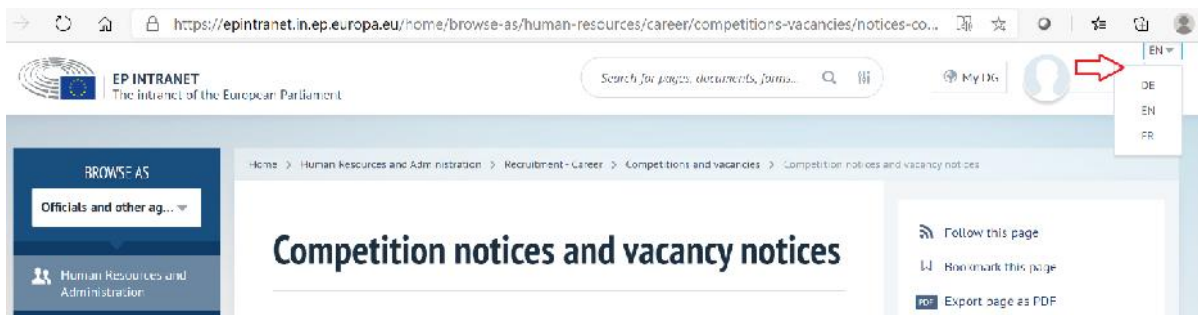 https://epintranet.in.ep.europa.eu/home/browse-as/human-resources/career/competitions-vacancies/notices-co...
EN
EP INTRANET
The intranet of the European Parliament
Search for pages, documents, forms...
My DG
DE
EN
FR
BROWSE AS
Officials and other ag...
Human Resources and
Administration
Home > Human Resources and Administration > Recruitment - Career > Competitions and vacancies > Competition notices and vacancy notices
Competition notices and vacancy notices
Follow this page
Bookmark this page
PDF Export page as PDF